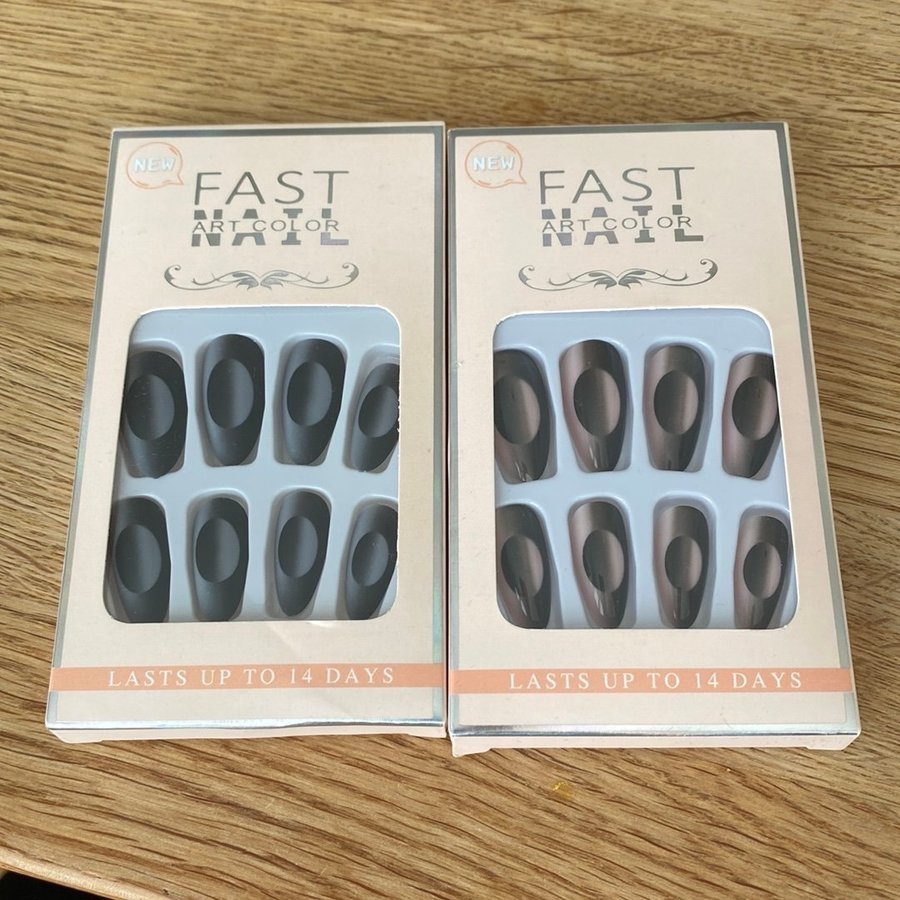 NEW
FAST
NAIL
ART COLOR
LASTS UP TO 14 DAYS
NEW
FAST
NAIL
ART COLOR
LASTS UP TO 14 DAYS